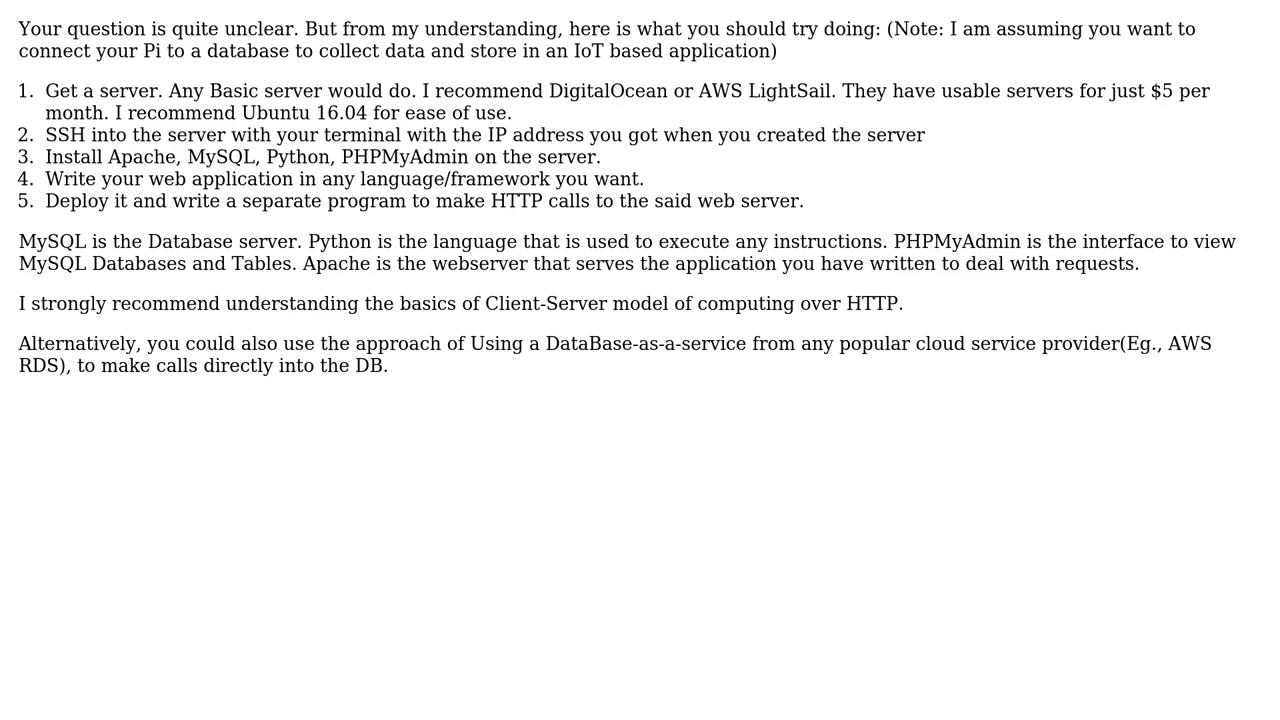 Your question is quite unclear. But from my understanding, here is what you should try doing: (Note: I am assuming you want to
connect your Pi to a database to collect data and store in an IoT based application)
1. Get a server. Any Basic server would do. I recommend DigitalOcean or AWS LightSail. They have usable servers for just $5 per
month. I recommend Ubuntu 16.04 for ease of use.
2. SSH into the server with your terminal with the IP address you got when you created the server
3. Install Apache, MySQL, Python, PHPMyAdmin on the server.
4. Write your web application in any language/framework you want.
5. Deploy it and write a separate program to make HTTP calls to the said web server.
MySQL is the Database server. Python is the language that is used to execute any instructions. PHPMyAdmin is the interface to view
MySQL Databases and Tables. Apache is the webserver that serves the application you have written to deal with requests.
I strongly recommend understanding the basics of Client-Server model of computing over HTTP.
Alternatively, you could also use the approach of Using a DataBase-as-a-service from any popular cloud service provider(Eg., AWS
RDS), to make calls directly into the DB.